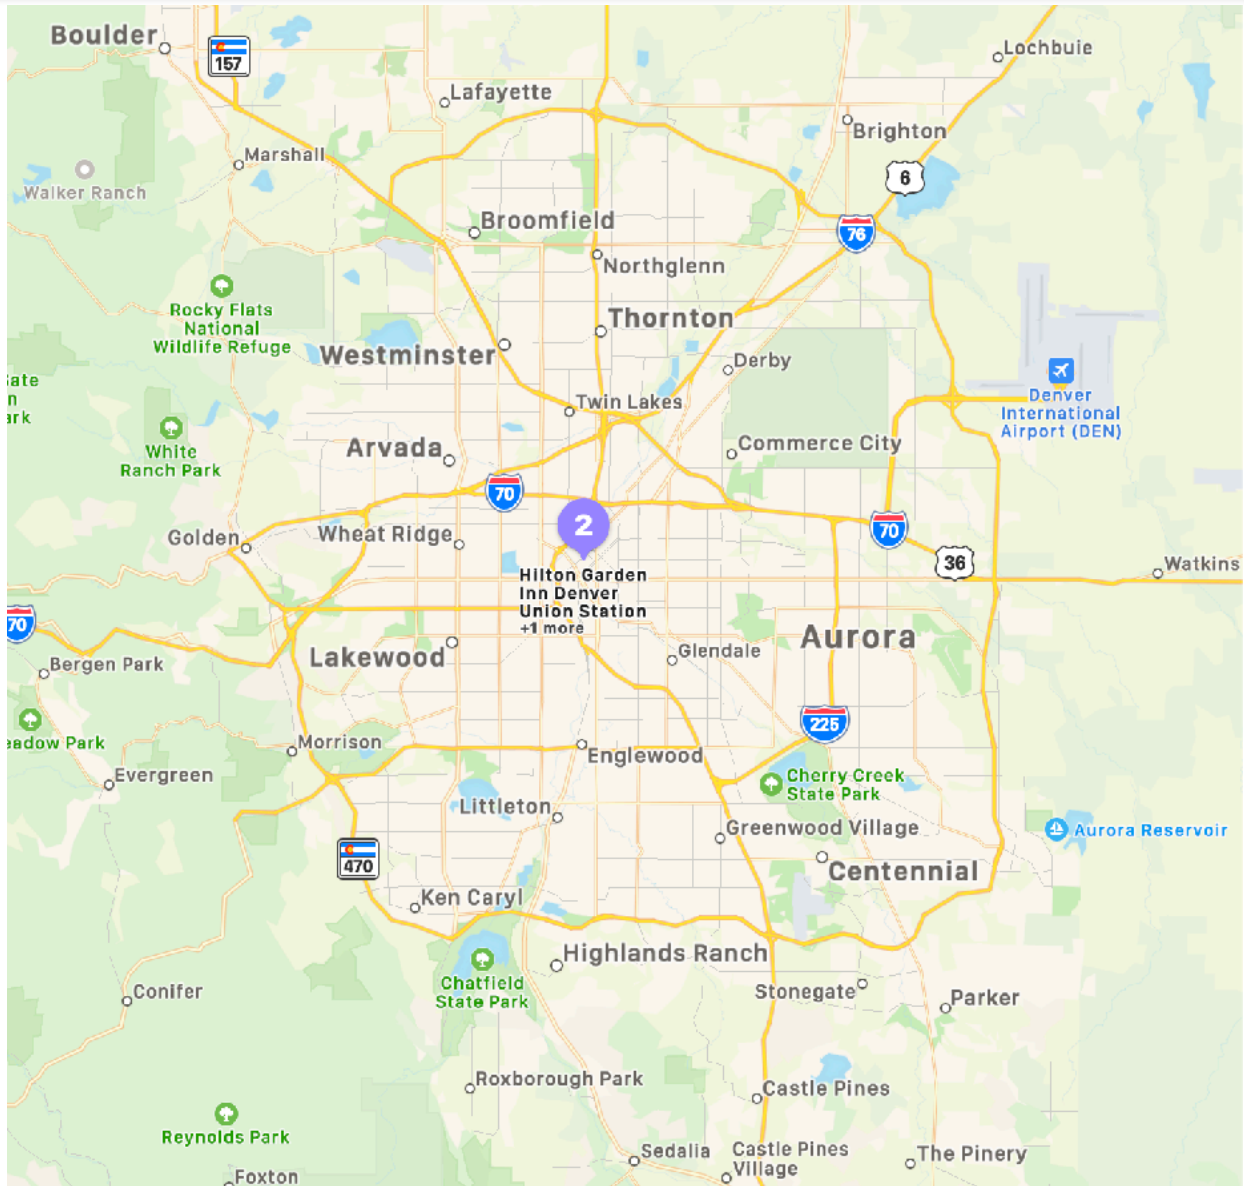 Boulder
157
Lochbuie
Lafayette
Brighton
Marshall
6
Walker Ranch
Broomfield
76
Northglenn
Rocky Flats
National
Wildlife Refuge
Thornton
Westminster
Derby
Denver
International
Airport (DEN)
Twin Lakes
White
Ranch Park
Arvada
Commerce City
70
70
Golden
Wheat Ridge
2
36
Watkins
Hilton Garden
Inn Denver
Union Station
+1 more
70
Aurora
Bergen Park
Lakewood
Glendale
225
eadow Park
Morrison
Englewood
Evergreen
Cherry Creek
State Park
Littleton
Greenwood Village
Aurora Reservoir
470
Centennial
Ken Caryl
Highlands Ranch
Chatfield
State Park
Conifer
Stonegate
Parker
Roxborough Park
Castle Pines
Reynolds Park
Sedalia
Castle Pines
Village
The Pinery
Foxton